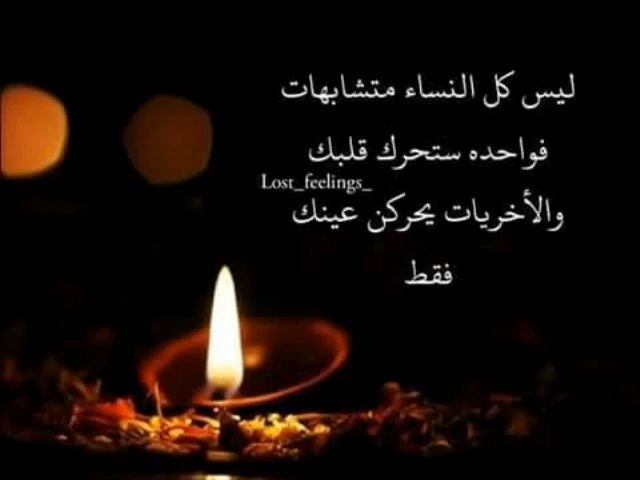 ليس كل النساء متشابهات
فواحده ستحرك قلبك
Lost_feelings_
والأخريات يحركن عينك
فقط